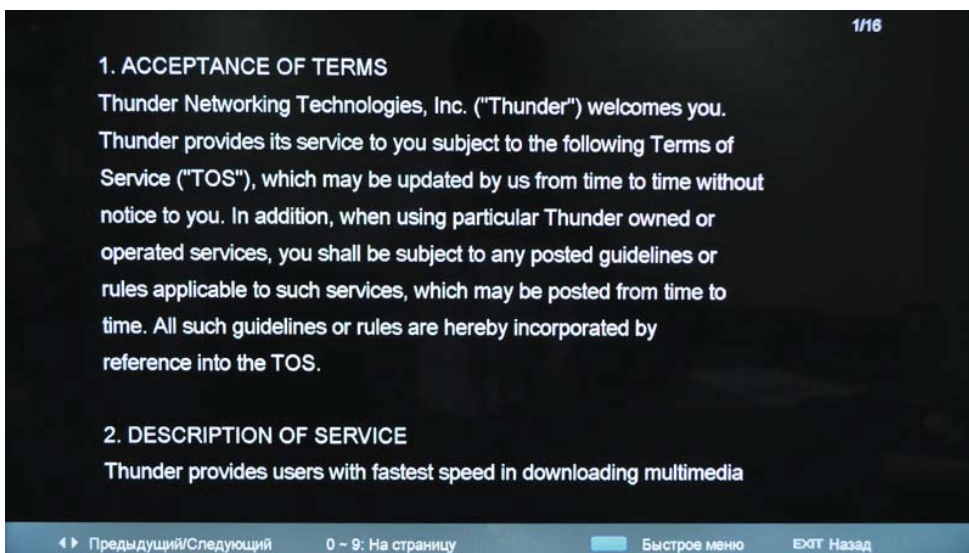 1/16
1. ACCEPTANCE OF TERMS
Thunder Networking Technologies, Inc. ("Thunder") welcomes you.
Thunder provides its service to you subject to the following Terms of
Service ("TOS"), which may be updated by us from time to time without
notice to you. In addition, when using particular Thunder owned or
operated services, you shall be subject to any posted guidelines or
rules applicable to such services, which may be posted from time to
time. All such guidelines or rules are hereby incorporated by
reference into the TOS.
2. DESCRIPTION OF SERVICE
Thunder provides users with fastest speed in downloading multimedia
Предыдущий/Следующий 0 ~ 9: На страницу Быстрое меню EXIT Назад